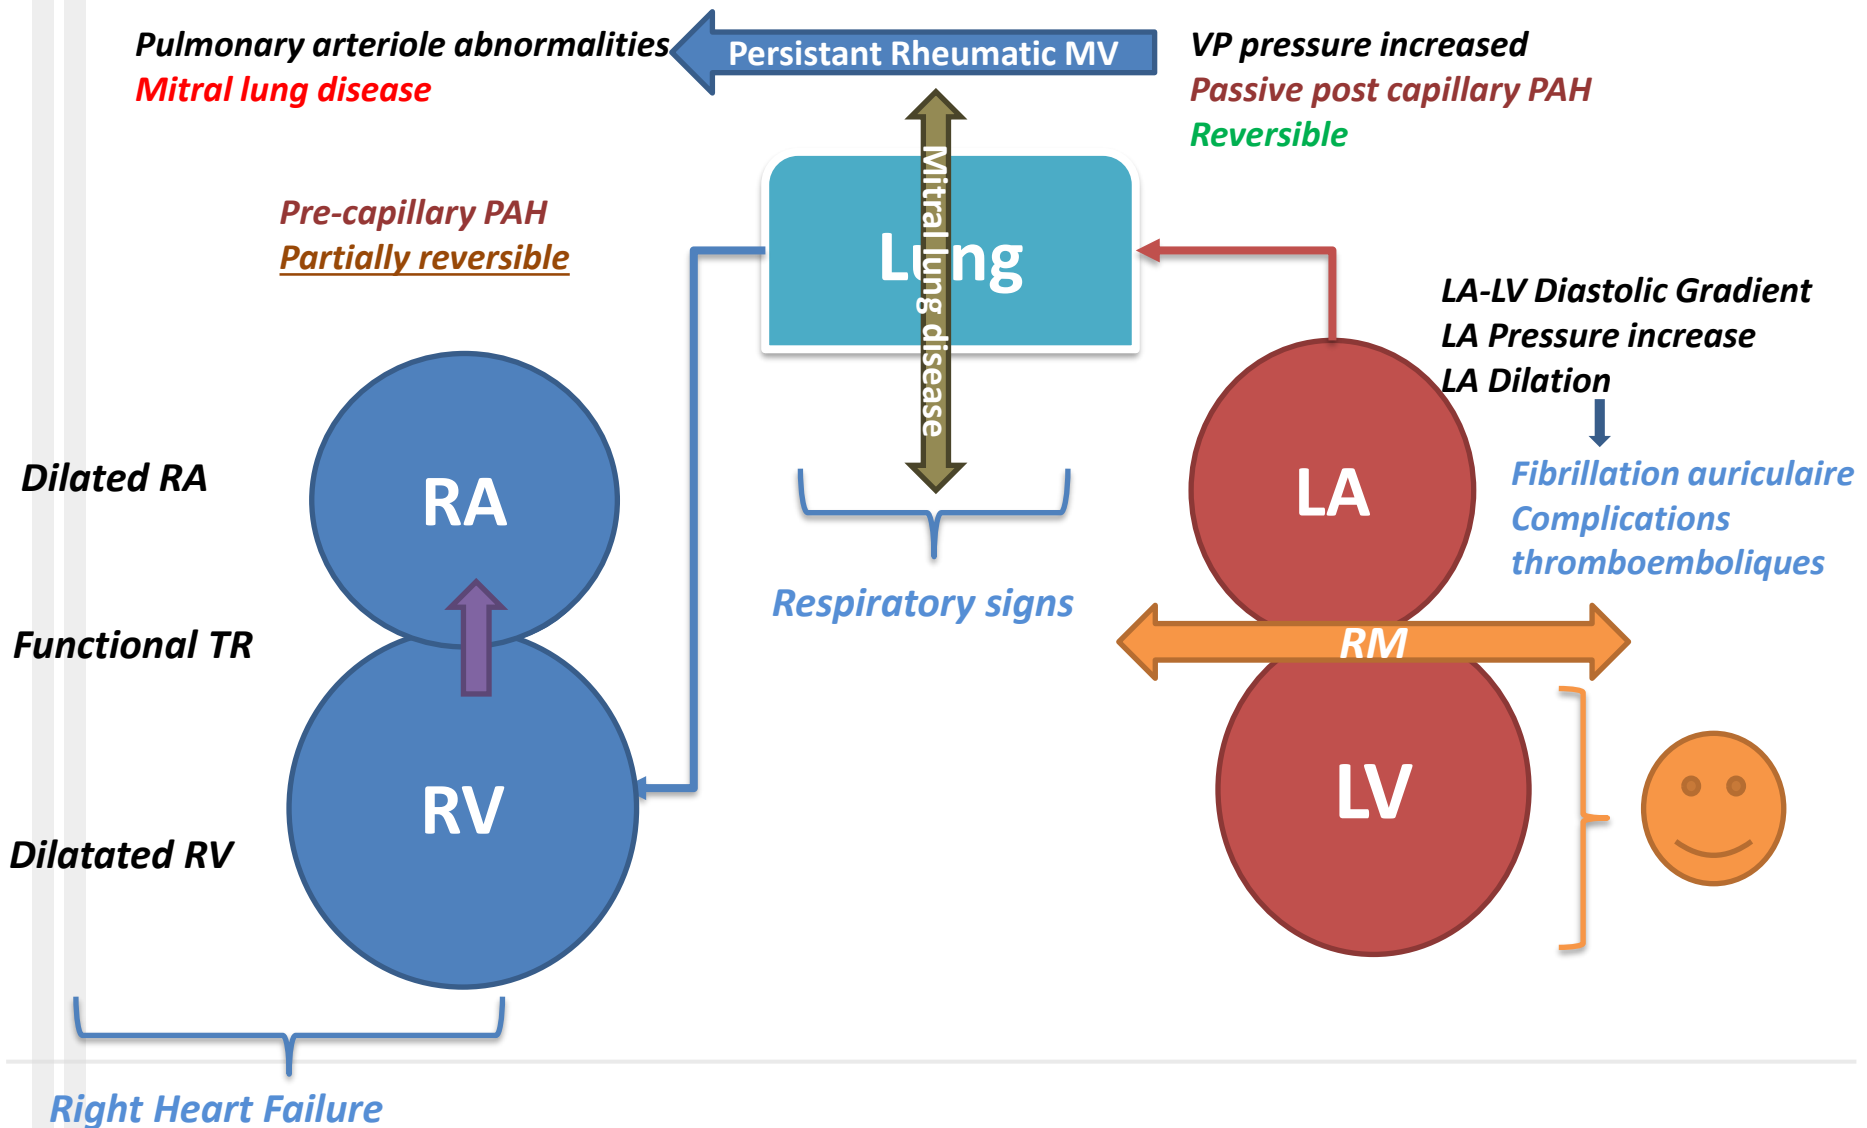 Pulmonary arteriole abnormalities
Mitral lung disease
Persistant Rheumatic MV
VP pressure increased
Passive post capillary PAH
Reversible
Pre-capillary PAH
Partially reversible
Lung
Mitral lung disease
LA-LV Diastolic Gradient
LA Pressure increase
LA Dilation
Fibrillation auriculaire
Complications
thromboemboliques
Dilated RA
RA
LA
Respiratory signs
Functional TR
RM
RV
LV
Dilatated RV
Right Heart Failure